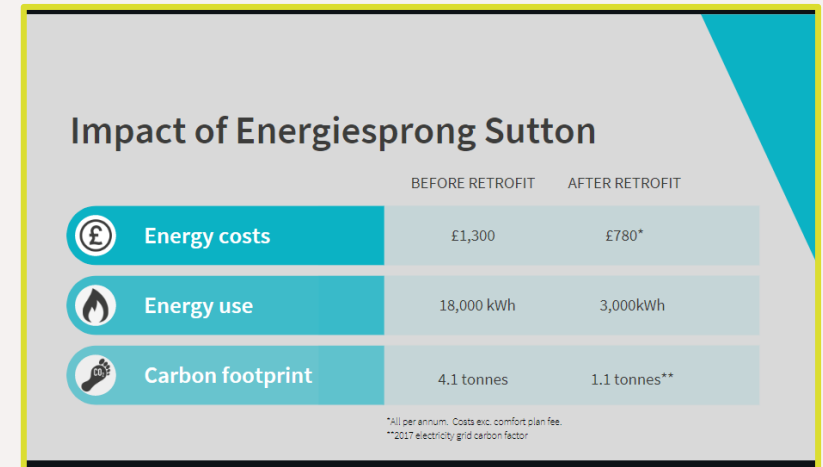 Impact of Energiesprong Sutton
BEFORE RETROFIT AFTER RETROFIT
£ Energy costs £1,300 £780*
Energy use 18,000 kWh 3,000kWh
CO₂ Carbon footprint 4.1 tonnes 1.1 tonnes**
*All per annum. Costs exc. comfort plan fee.
**2017 electricity grid carbon factor